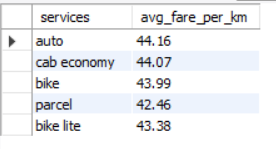 services avg_fare_per_km
auto 44.16
cab economy 44.07
bike 43.99
parcel 42.46
bike lite 43.38